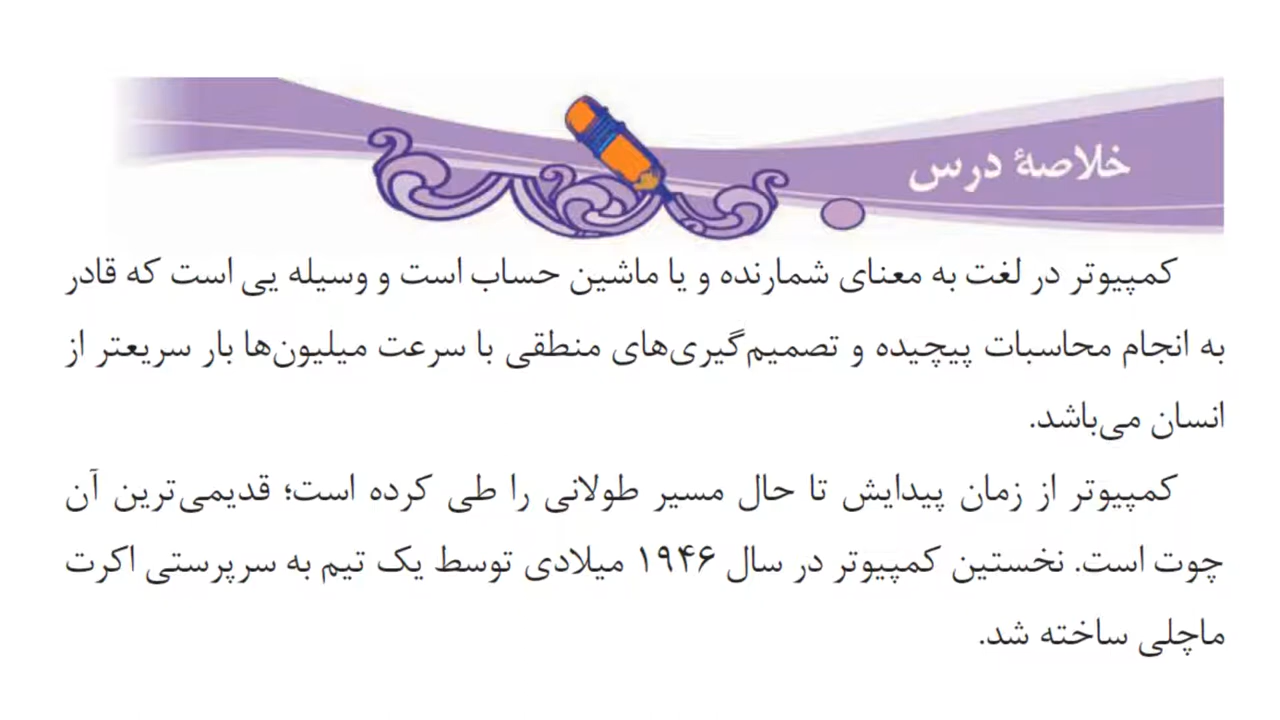 خلاصهٔ درس
کمپیوتر در لغت به معنای شمارنده و یا ماشین حساب است و وسیله یی است که قادر
به انجام محاسبات پیچیده و تصمیم‌گیری‌های منطقی با سرعت میلیون‌ها بار سریعتر از
انسان می‌باشد.
کمپیوتر از زمان پیدایش تا حال مسیر طولانی را طی کرده است؛ قدیمی‌ترین آن
چوت است. نخستین کمپیوتر در سال ۱۹۴۶ میلادی توسط یک تیم به سرپرستی اکرت
ماچلی ساخته شد.